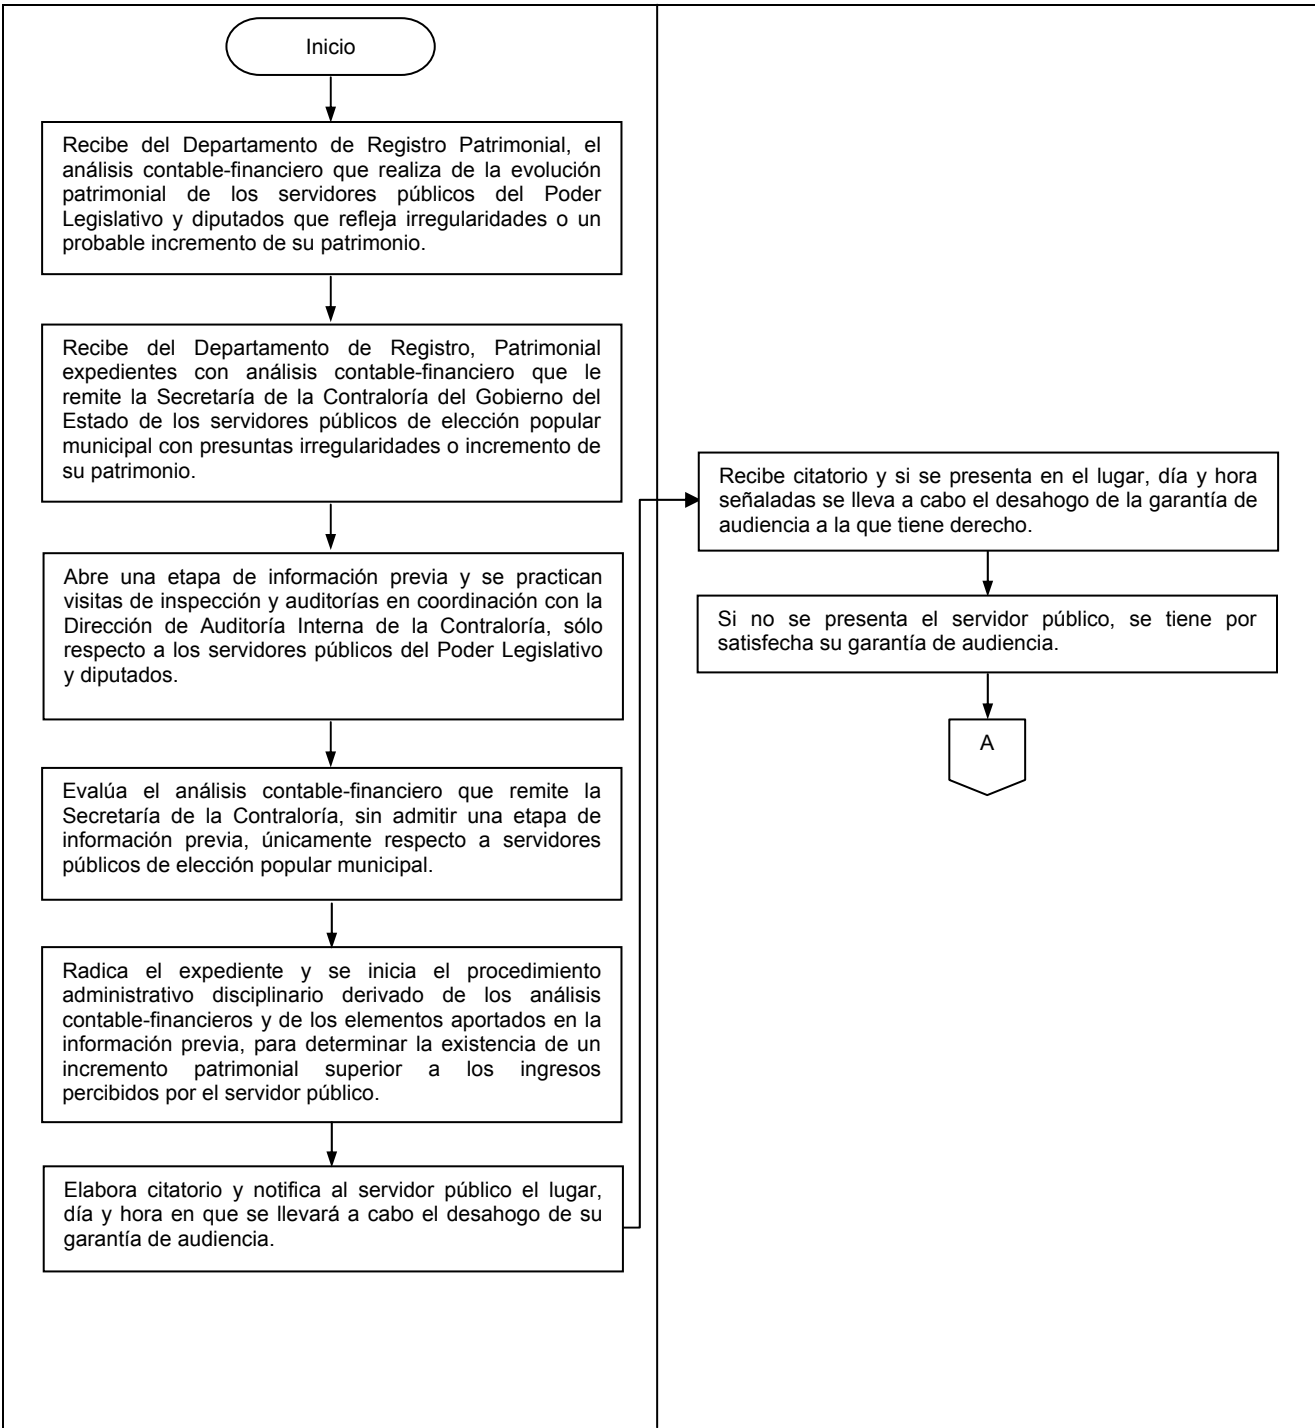 Inicio
Recibe del Departamento de Registro Patrimonial, el
análisis contable-financiero que realiza de la evolución
patrimonial de los servidores públicos del Poder
Legislativo y diputados que refleja irregularidades o un
probable incremento de su patrimonio.
Recibe del Departamento de Registro, Patrimonial
expedientes con análisis contable-financiero que le
remite la Secretaría de la Contraloría del Gobierno del
Estado de los servidores públicos de elección popular
municipal con presuntas irregularidades o incremento de
su patrimonio.
Abre una etapa de información previa y se practican
visitas de inspección y auditorías en coordinación con la
Dirección de Auditoría Interna de la Contraloría, sólo
respecto a los servidores públicos del Poder Legislativo
y diputados.
Evalúa el análisis contable-financiero que remite la
Secretaría de la Contraloría, sin admitir una etapa de
información previa, únicamente respecto a servidores
públicos de elección popular municipal.
Radica el expediente y se inicia el procedimiento
administrativo disciplinario derivado de los análisis
contable-financieros y de los elementos aportados en la
información previa, para determinar la existencia de un
incremento patrimonial superior a los ingresos
percibidos por el servidor público.
Elabora citatorio y notifica al servidor público el lugar,
día y hora en que se llevará a cabo el desahogo de su
garantía de audiencia.
Recibe citatorio y si se presenta en el lugar, día y hora
señaladas se lleva a cabo el desahogo de la garantía de
audiencia a la que tiene derecho.
Si no se presenta el servidor público, se tiene por
satisfecha su garantía de audiencia.
A